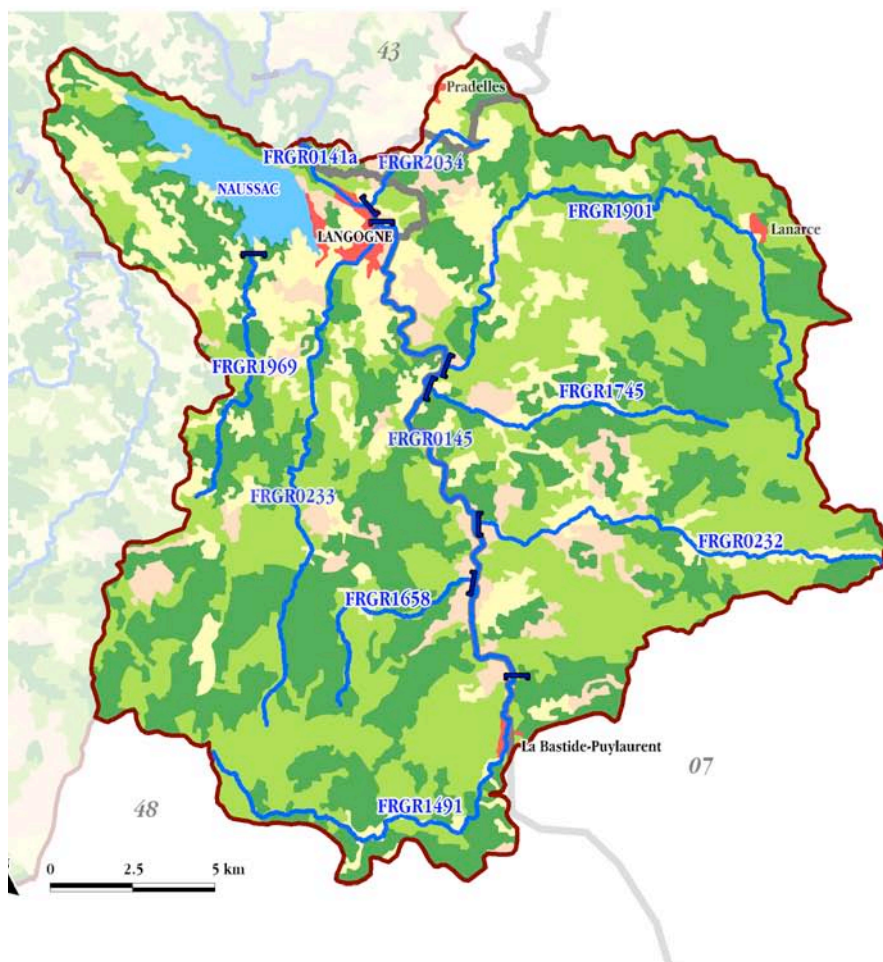 43
Pradelles
FRGR0141a
FRGR2034
NAUSSAC
FRGR1901
LANGOGNE
Lanarce
FRGR1969
FRGR1745
FRGR0145
FRGR0233
FRGR0232
FRGR1658
La Bastide-Puylaurent
07
48
FRGR1491
0 2.5 5 km